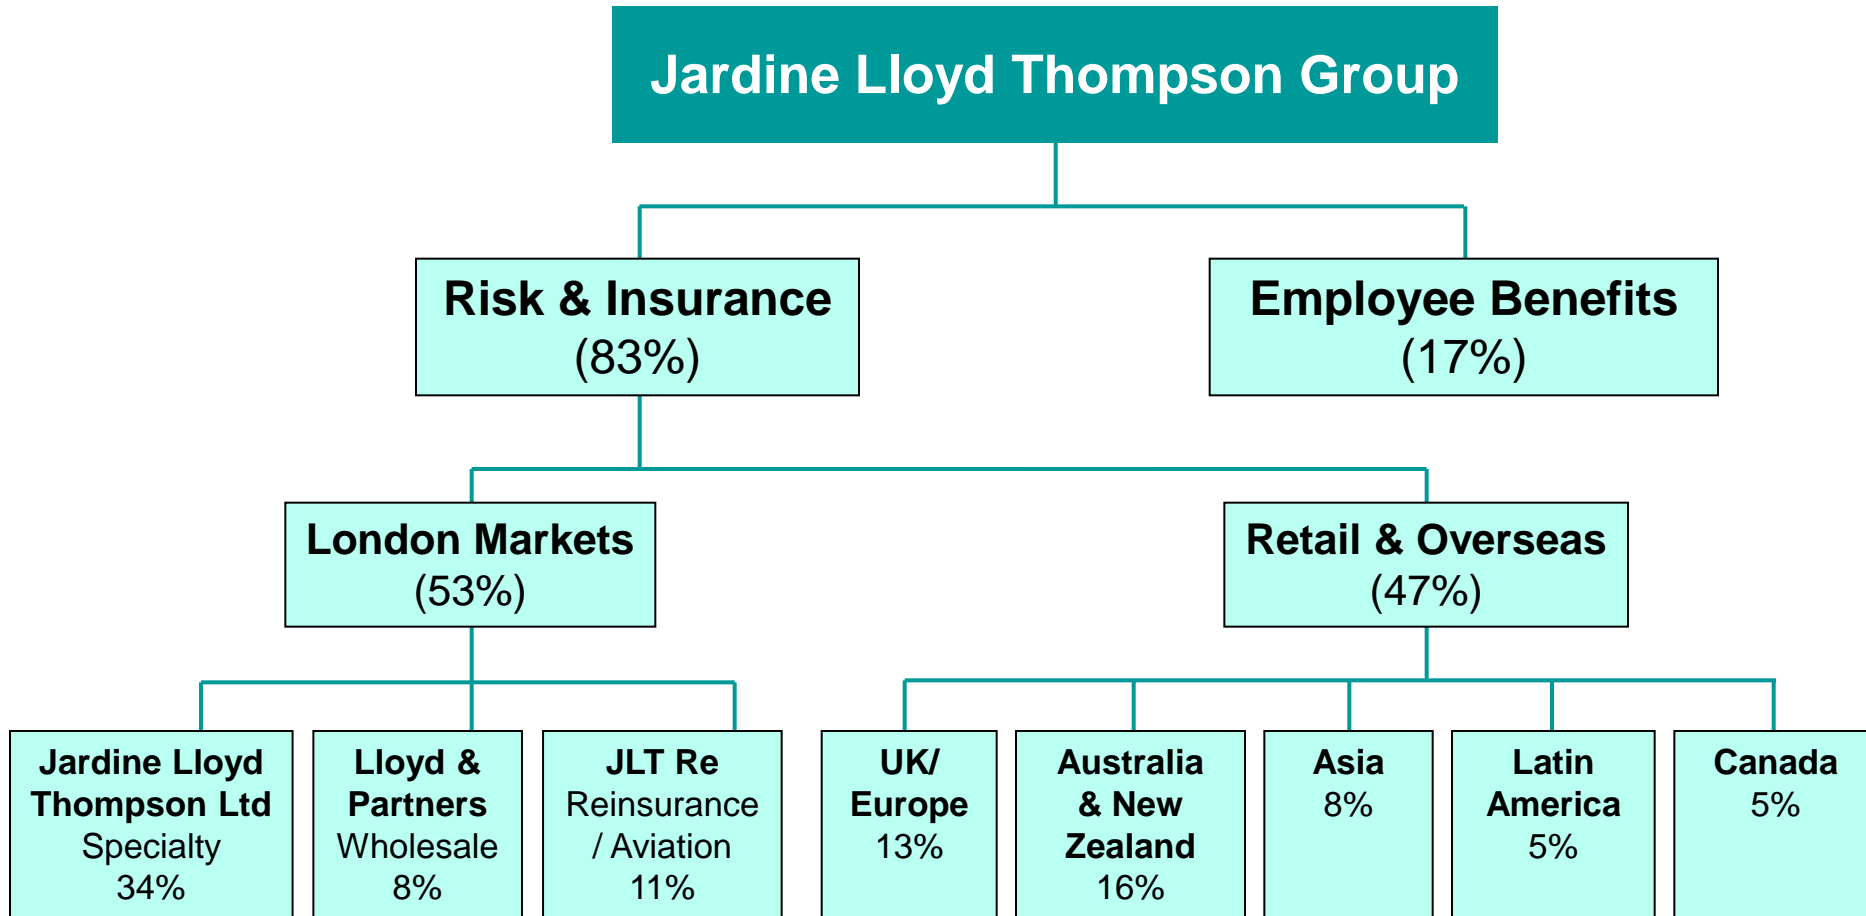 Jardine Lloyd Thompson Group
Risk & Insurance
(83%)
Employee Benefits
(17%)
London Markets
(53%)
Retail & Overseas
(47%)
Jardine Lloyd
Thompson Ltd
Specialty
34%
Lloyd &
Partners
Wholesale
8%
JLT Re
Reinsurance
/ Aviation
11%
UK/
Europe
13%
Australia
& New
Zealand
16%
Asia
8%
Latin
America
5%
Canada
5%